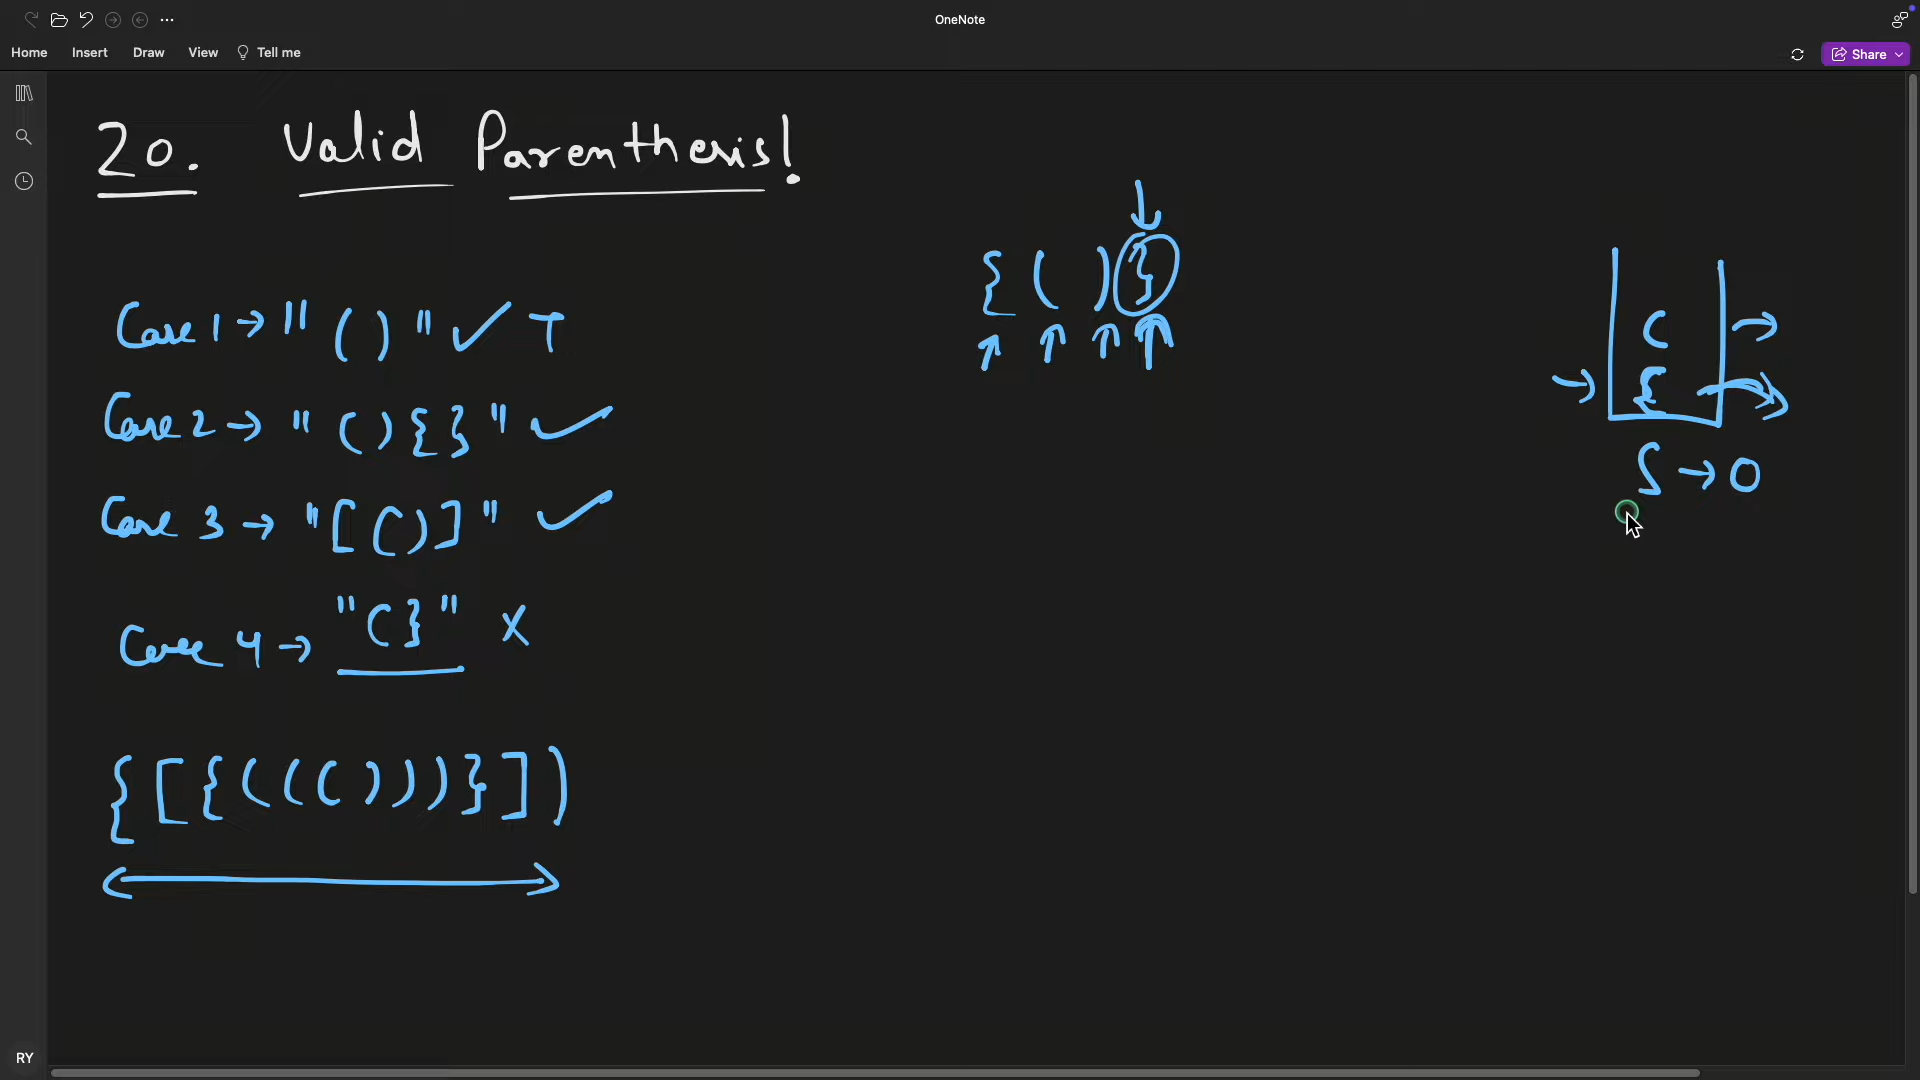 OneNote
Home Insert Draw View Tell me
Share
20. Valid Parenthesis!
Case 1 → "()" ✓ T
Case 2 → "(){}" ✓
Case 3 → "[()]" ✓
Case 4 → "(}" X
{[{((()))}])
{()}
(
{
S → 0
RY